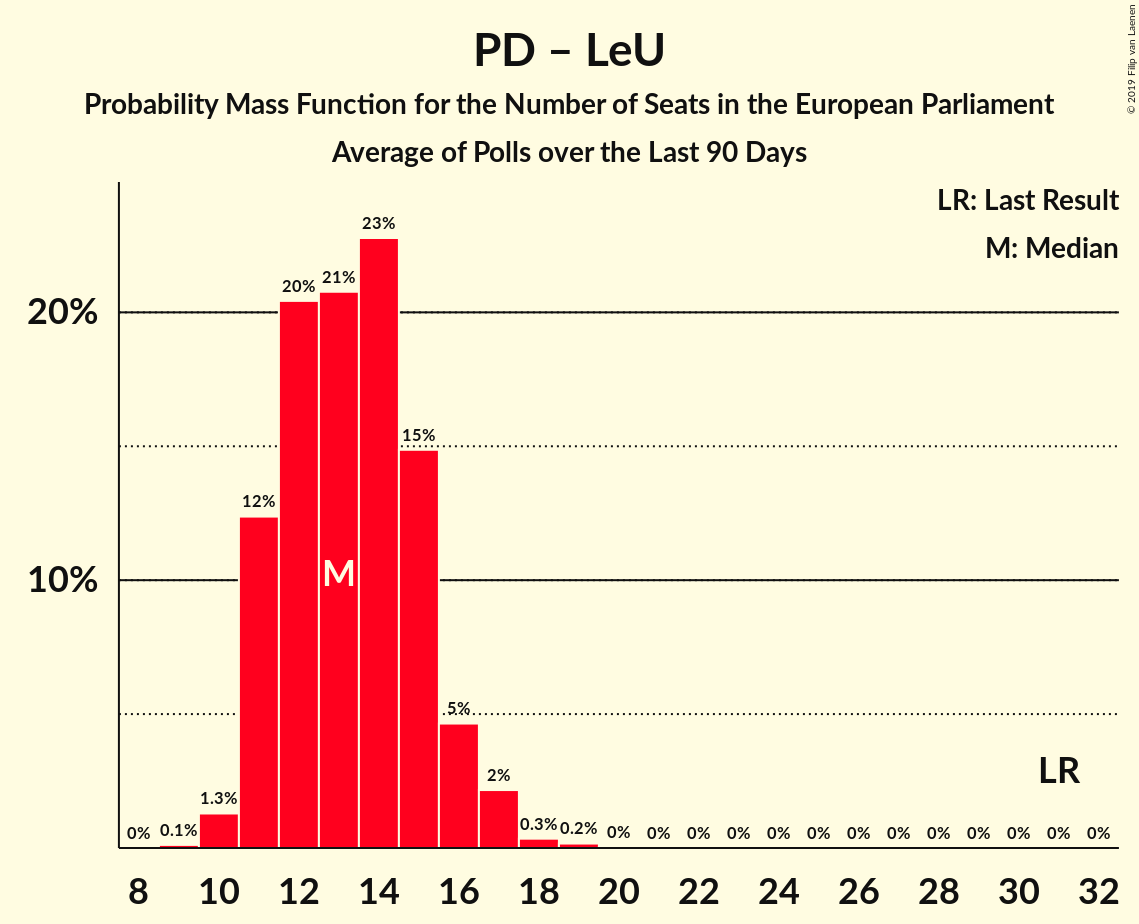 PD – LeU
Probability Mass Function for the Number of Seats in the European Parliament
Average of Polls over the Last 90 Days
© 2019 Filip van Laenen
LR: Last Result
M: Median
20%
10%
0% 0.1% 1.3% 12% 20% 21% 23% 15% 5% 2% 0.3% 0.2% 0% 0% 0% 0% 0% 0% 0% 0% 0% 0% 0% 0% 0%
M
LR
8 10 12 14 16 18 20 22 24 26 28 30 32